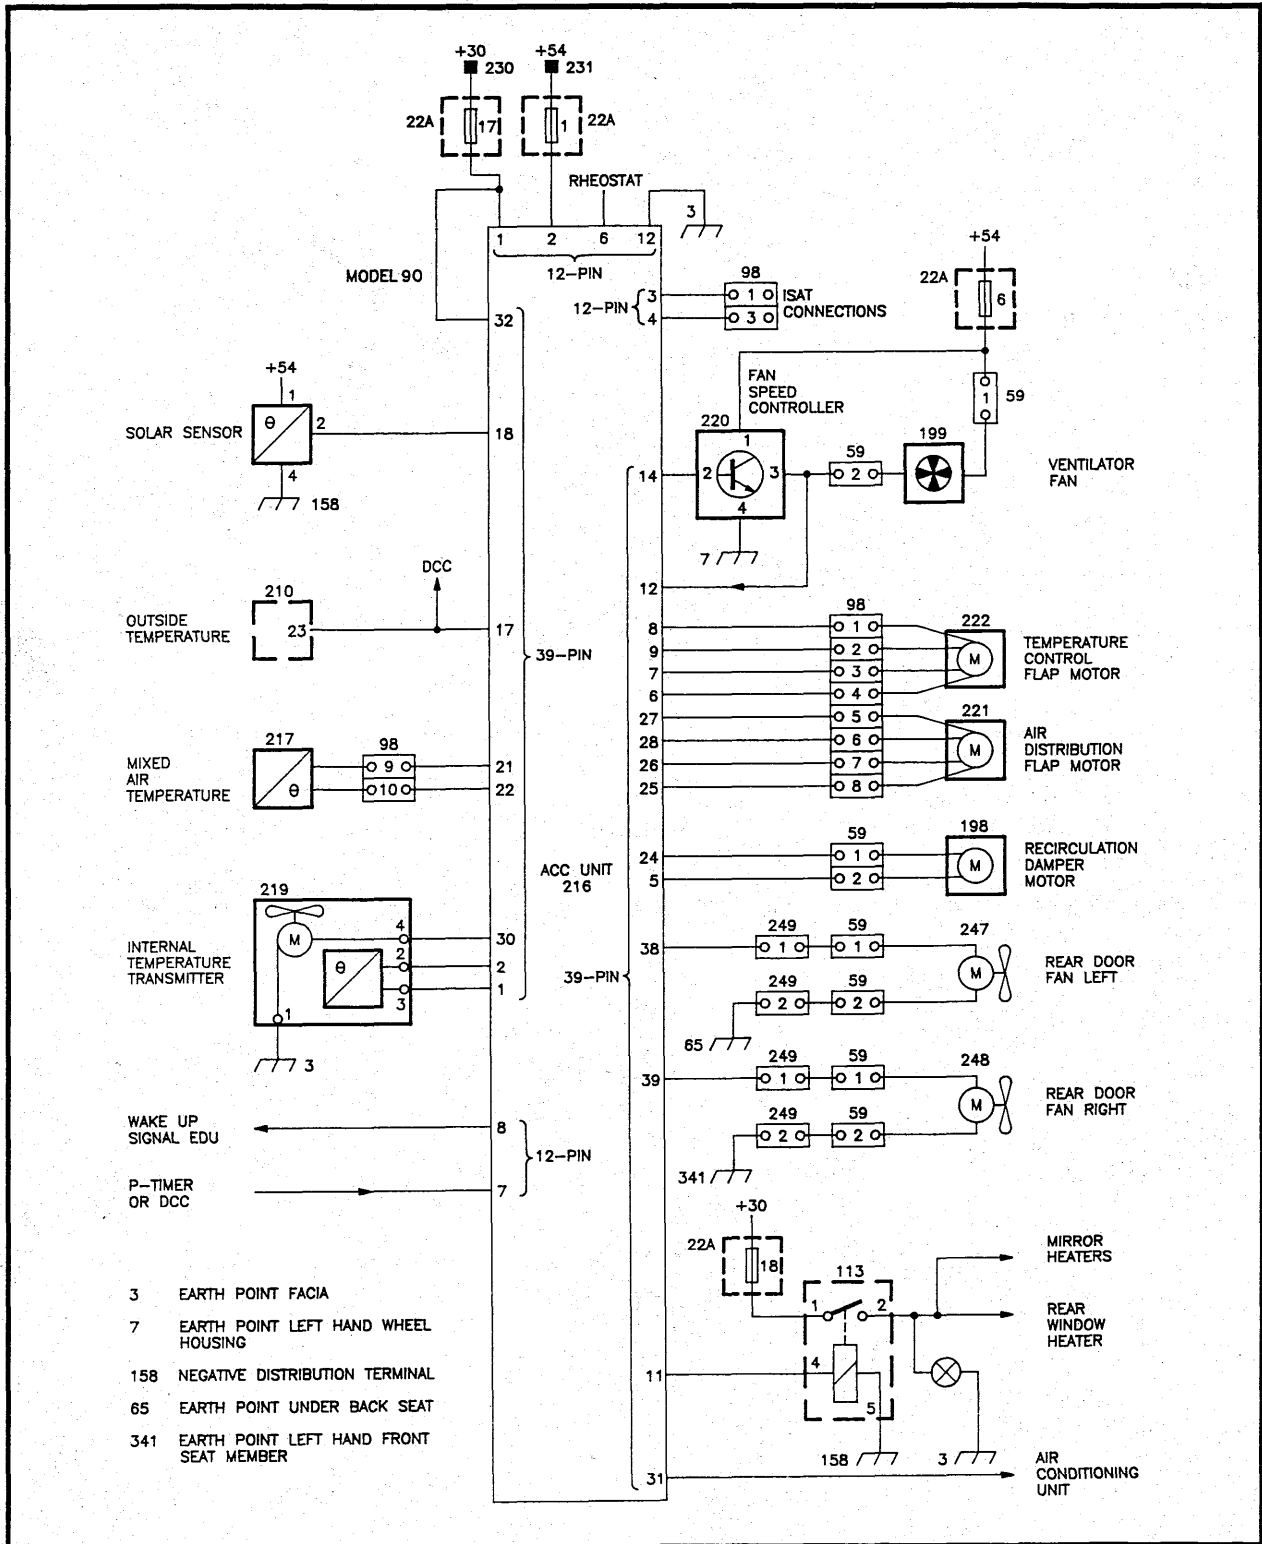 +30
230
+54
231
22A
17
1
22A
RHEOSTAT
3
1
2
6
12
12-PIN
MODEL 90
32
12-PIN
3
4
98
1
3
ISAT
CONNECTIONS
+54
22A
6
1
59
FAN
SPEED
CONTROLLER
220
1
2
3
4
7
14
12
59
2
199
VENTILATOR
FAN
+54
SOLAR SENSOR
θ
1
2
4
158
18
OUTSIDE
TEMPERATURE
210
23
DCC
17
39-PIN
MIXED
AIR
TEMPERATURE
217
θ
98
9
10
21
22
INTERNAL
TEMPERATURE
TRANSMITTER
219
M
θ
4
2
3
1
3
30
2
1
ACC UNIT
216
39-PIN
8
9
7
6
27
28
26
25
98
1
2
3
4
5
6
7
8
222
M
TEMPERATURE
CONTROL
FLAP MOTOR
221
M
AIR
DISTRIBUTION
FLAP MOTOR
24
5
59
1
2
198
M
RECIRCULATION
DAMPER
MOTOR
38
249
1
59
1
247
M
REAR DOOR
FAN LEFT
249
2
59
2
65
39
249
1
59
1
248
M
REAR DOOR
FAN RIGHT
249
2
59
2
341
WAKE UP
SIGNAL EDU
8
12-PIN
P-TIMER
OR DCC
7
+30
22A
18
113
1
2
4
5
11
158
3
MIRROR
HEATERS
REAR
WINDOW
HEATER
31
AIR
CONDITIONING
UNIT
3 EARTH POINT FACIA
7 EARTH POINT LEFT HAND WHEEL
HOUSING
158 NEGATIVE DISTRIBUTION TERMINAL
65 EARTH POINT UNDER BACK SEAT
341 EARTH POINT LEFT HAND FRONT
SEAT MEMBER